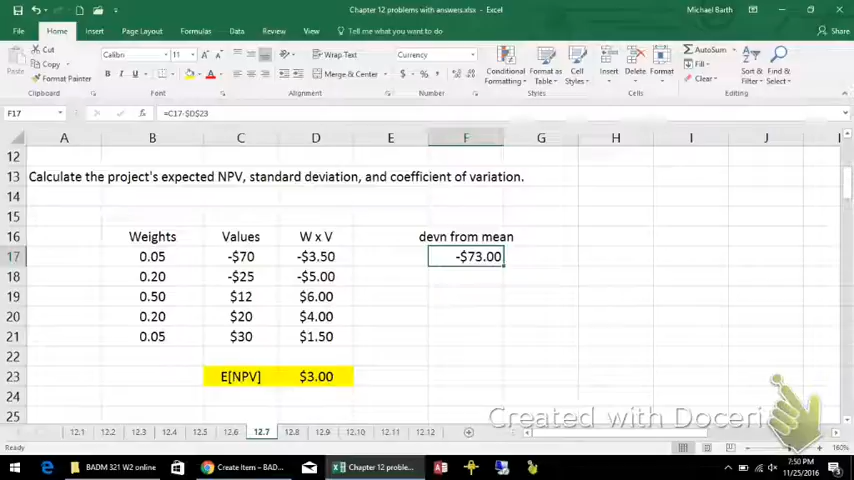 Chapter 12 problems with answers.xlsx - Excel
Michael Barth
File Home Insert Page Layout Formulas Data Review View Tell me what you want to do Share
Cut
Copy
Format Painter
Paste
Clipboard
Calibri 11
B I U
Font
Wrap Text
Merge & Center
Alignment
Currency
$ % ,
Number
Conditional Formatting
Format as Table
Cell Styles
Styles
Insert Delete Format
Cells
AutoSum
Fill
Clear
Sort & Filter
Find & Select
Editing
F17 fx =C17-$D$23
A B C D E F G H I J
12
13 Calculate the project's expected NPV, standard deviation, and coefficient of variation.
14
15
16 Weights Values W x V devn from mean
17 0.05 -$70 -$3.50 -$73.00
18 0.20 -$25 -$5.00
19 0.50 $12 $6.00
20 0.20 $20 $4.00
21 0.05 $30 $1.50
22
23 E[NPV] $3.00
24
25
Created with Doceri
12.1 12.2 12.3 12.4 12.5 12.6 12.7 12.8 12.9 12.10 12.11 12.12
Ready 160%
BADM 321 W2 online
Create Item – BAD...
Chapter 12 proble...
7:50 PM
11/25/2016